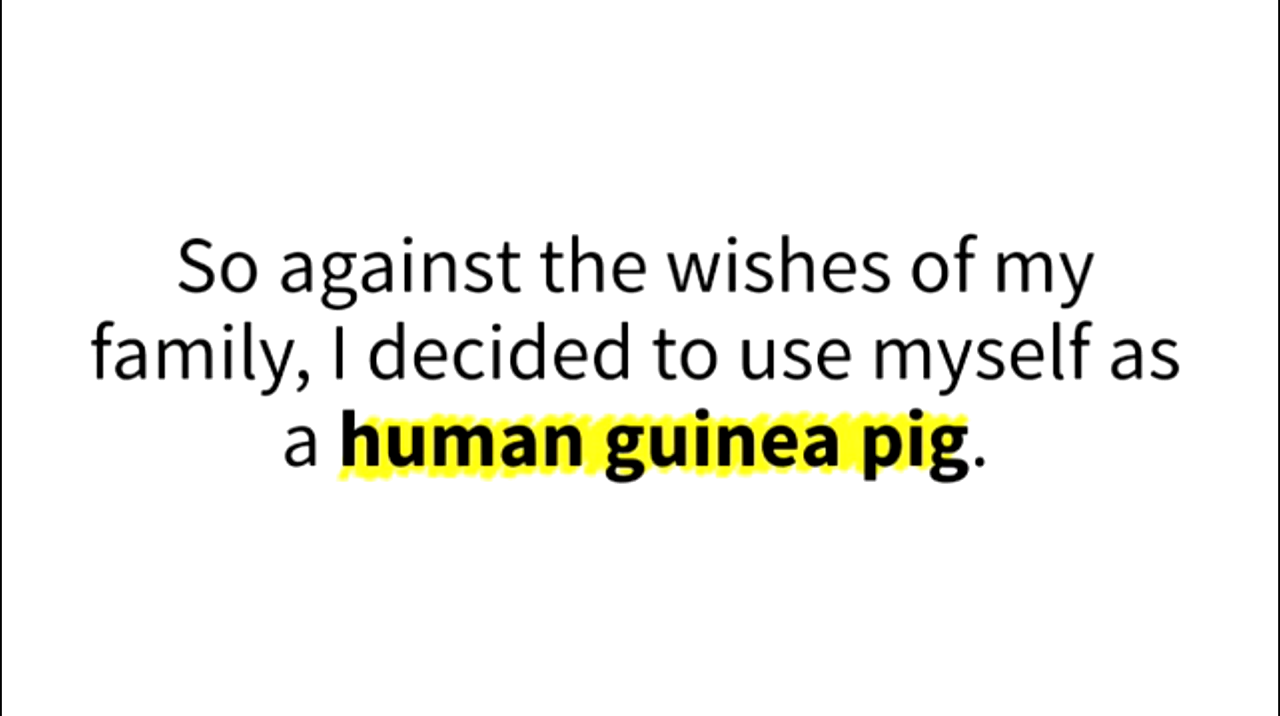 So against the wishes of my
family, I decided to use myself as
a human guinea pig.